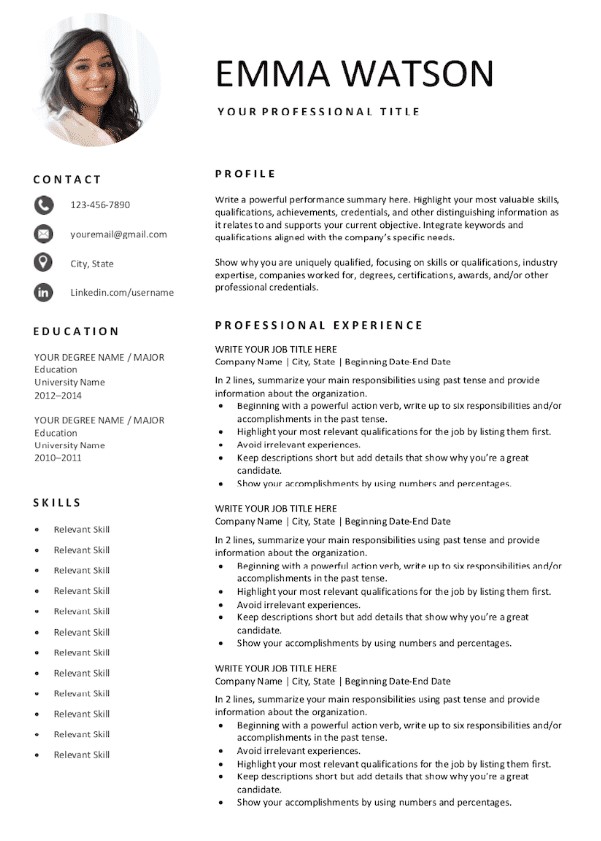 EMMA WATSON
YOUR PROFESSIONAL TITLE
CONTACT
123-456-7890
youremail@gmail.com
City, State
in
Linkedin.com/username
EDUCATION
YOUR DEGREE NAME / MAJOR
Education
University Name
2012–2014
YOUR DEGREE NAME / MAJOR
Education
University Name
2010–2011
SKILLS
• Relevant Skill
• Relevant Skill
• Relevant Skill
• Relevant Skill
• Relevant Skill
• Relevant Skill
• Relevant Skill
• Relevant Skill
• Relevant Skill
• Relevant Skill
• Relevant Skill
• Relevant Skill
PROFILE
Write a powerful performance summary here. Highlight your most valuable skills,
qualifications, achievements, credentials, and other distinguishing information as
it relates to and supports your current objective. Integrate keywords and
qualifications aligned with the company’s specific needs.
Show why you are uniquely qualified, focusing on skills or qualifications, industry
expertise, companies worked for, degrees, certifications, awards, and/or other
professional credentials.
PROFESSIONAL EXPERIENCE
WRITE YOUR JOB TITLE HERE
Company Name | City, State | Beginning Date-End Date
In 2 lines, summarize your main responsibilities using past tense and provide
information about the organization.
• Beginning with a powerful action verb, write up to six responsibilities and/or
accomplishments in the past tense.
• Highlight your most relevant qualifications for the job by listing them first.
• Avoid irrelevant experiences.
• Keep descriptions short but add details that show why you’re a great
candidate.
• Show your accomplishments by using numbers and percentages.
WRITE YOUR JOB TITLE HERE
Company Name | City, State | Beginning Date-End Date
In 2 lines, summarize your main responsibilities using past tense and provide
information about the organization.
• Beginning with a powerful action verb, write up to six responsibilities and/or
accomplishments in the past tense.
• Highlight your most relevant qualifications for the job by listing them first.
• Avoid irrelevant experiences.
• Keep descriptions short but add details that show why you’re a great
candidate.
• Show your accomplishments by using numbers and percentages.
WRITE YOUR JOB TITLE HERE
Company Name | City, State | Beginning Date-End Date
In 2 lines, summarize your main responsibilities using past tense and provide
information about the organization.
• Beginning with a powerful action verb, write up to six responsibilities and/or
accomplishments in the past tense.
• Avoid irrelevant experiences.
• Highlight your most relevant qualifications for the job by listing them first.
• Keep descriptions short but add details that show why you’re a great
candidate.
• Show your accomplishments by using numbers and percentages.